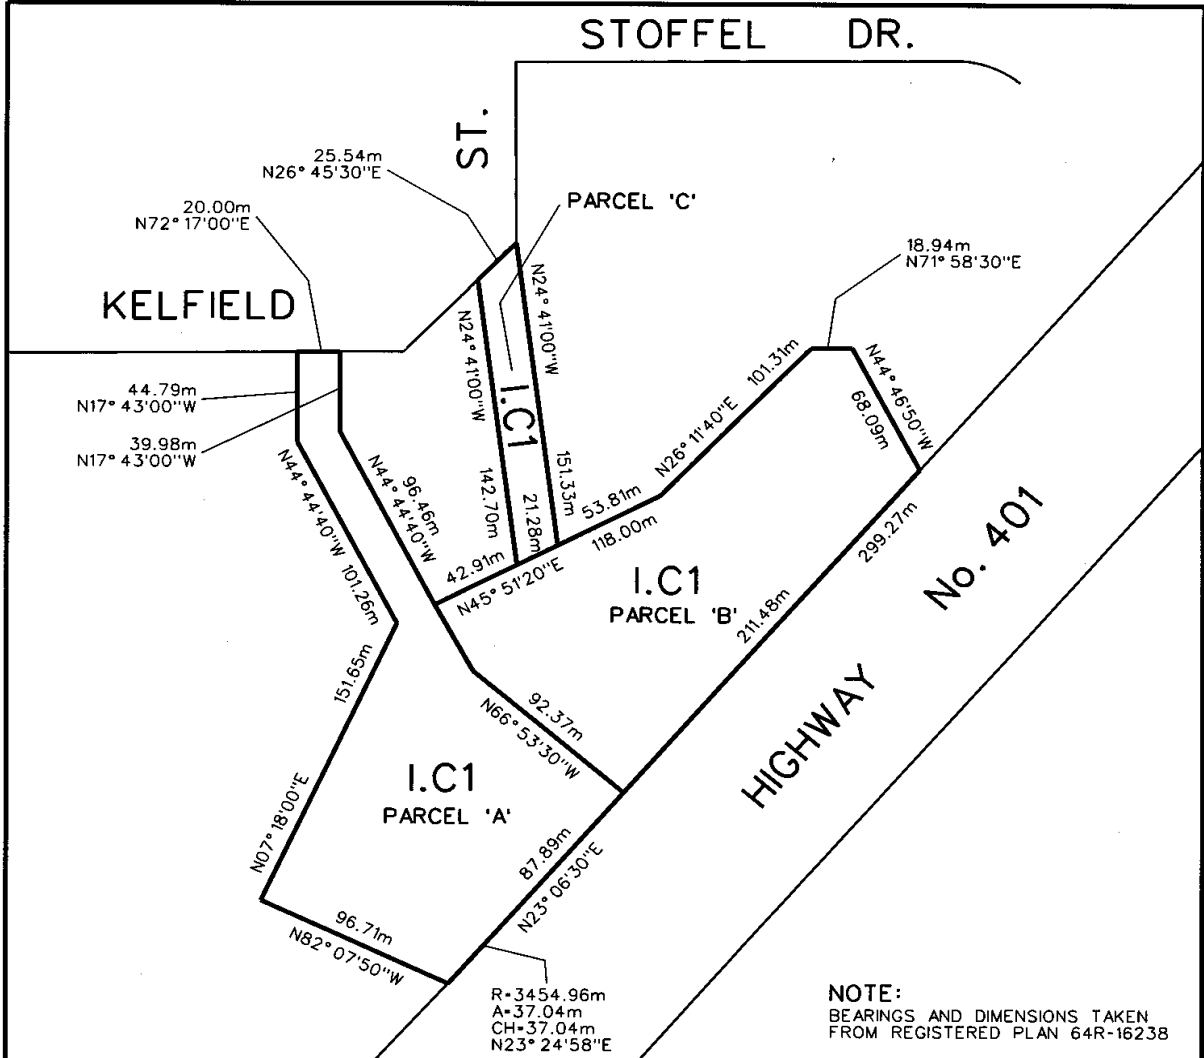 STOFFEL DR.
ST.
25.54m
N26° 45'30"E
20.00m
N72° 17'00"E
PARCEL 'C'
18.94m
N71° 58'30"E
KELFIELD
N24° 41'00"W
N24° 41'00"W
I.C1
142.70m
21.28m
151.33m
44.79m
N17° 43'00"W
39.98m
N17° 43'00"W
N44° 44'40"W 101.26m
96.46m
N44° 44'40"W
101.31m
N26° 11'40"E
N44° 46'50"W
68.09m
53.81m
118.00m
42.91m
N45° 51'20"E
299.27m
I.C1
PARCEL 'B'
211.48m
HIGHWAY No. 401
151.65m
N07° 18'00"E
92.37m
N66° 53'30"W
I.C1
PARCEL 'A'
87.89m
N23° 06'30"E
96.71m
N82° 07'50"W
R=3454.96m
A=37.04m
CH=37.04m
N23° 24'58"E
NOTE:
BEARINGS AND DIMENSIONS TAKEN
FROM REGISTERED PLAN 64R-16238